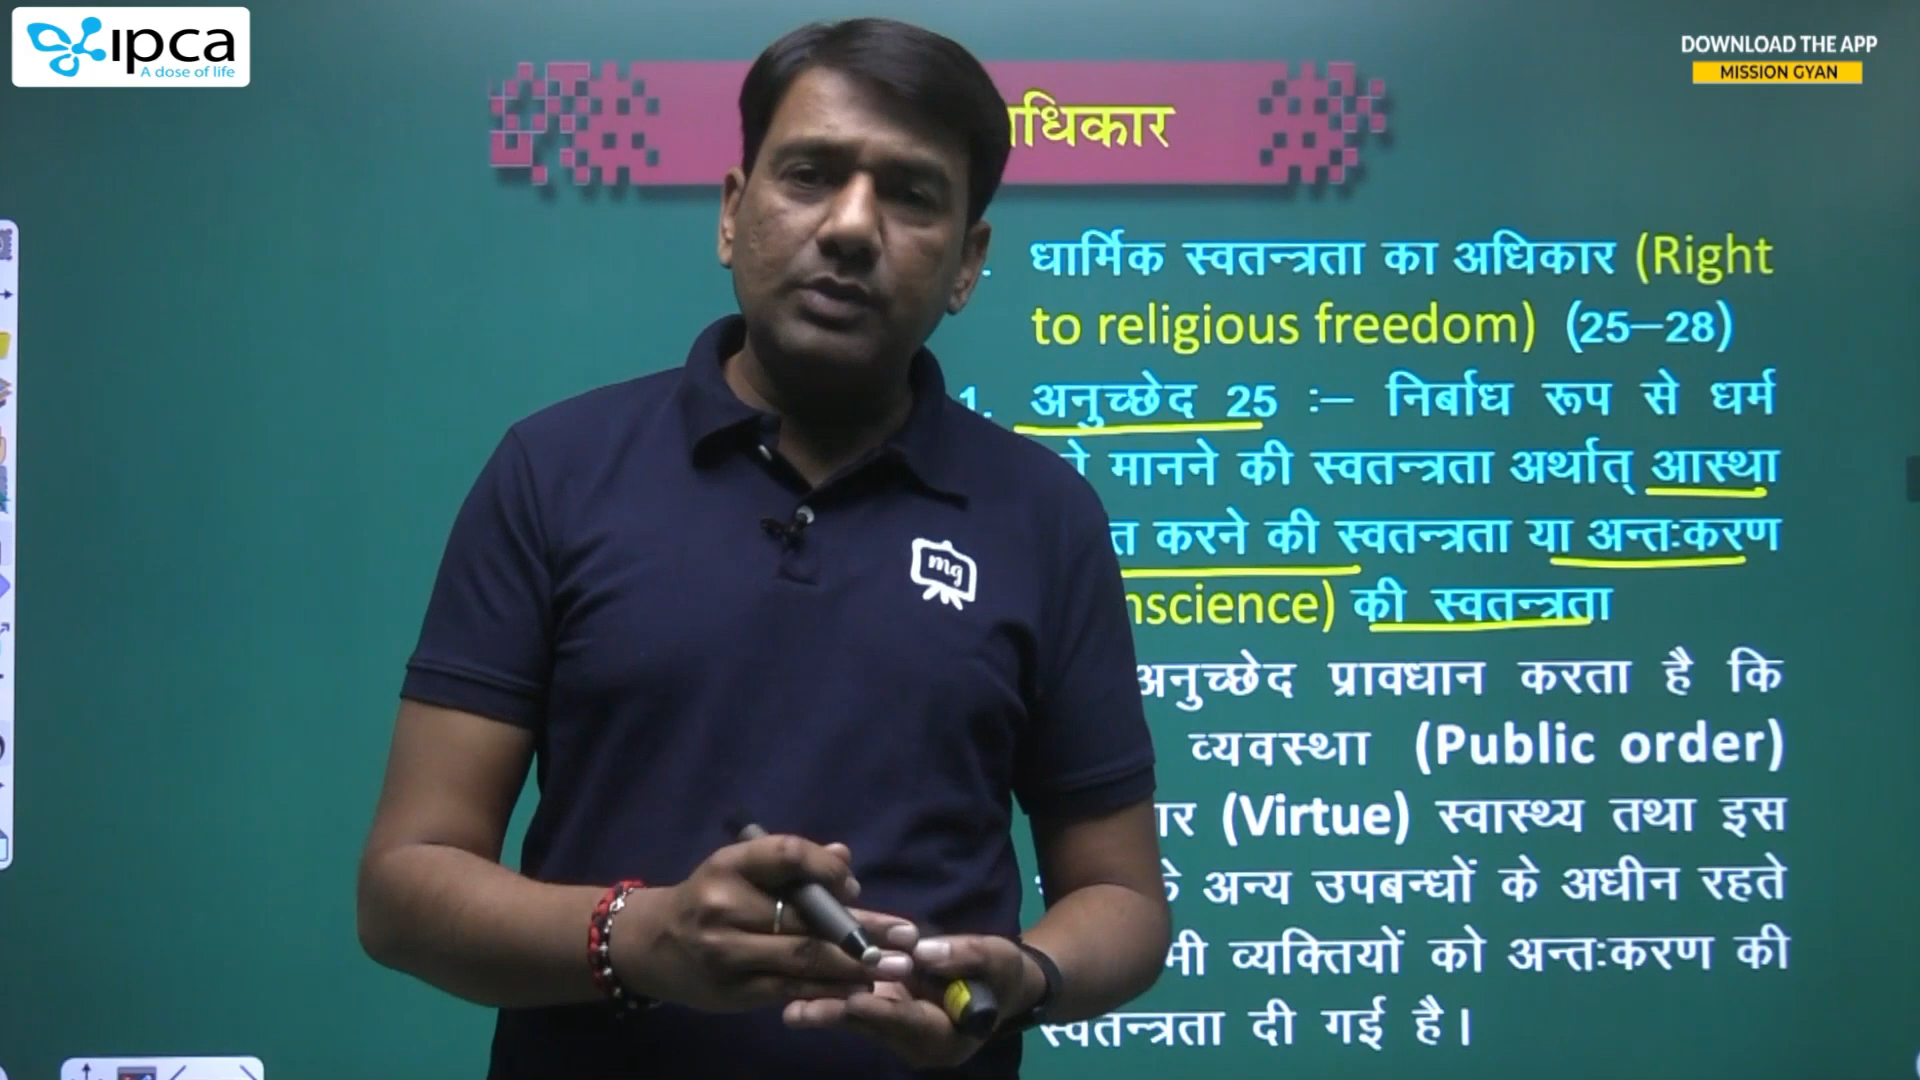 ipca
A dose of life
DOWNLOAD THE APP
MISSION GYAN
धिकार
धार्मिक स्वतन्त्रता का अधिकार (Right
to religious freedom) (25–28)
1. अनुच्छेद 25 :– निर्बाध रूप से धर्म
मानने की स्वतन्त्रता अर्थात् आस्था
करने की स्वतन्त्रता या अन्तःकरण
nscience) की स्वतन्त्रता
अनुच्छेद प्रावधान करता है कि
व्यवस्था (Public order)
(Virtue) स्वास्थ्य तथा इस
अन्य उपबन्धों के अधीन रहते
व्यक्तियों को अन्तःकरण की
स्वतन्त्रता दी गई है।
mg